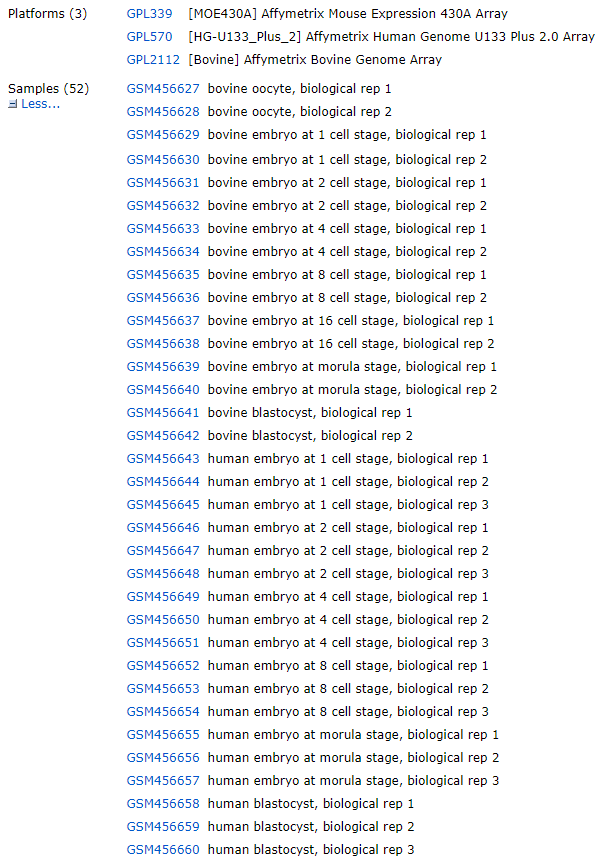 Platforms (3) GPL339 [MOE430A] Affymetrix Mouse Expression 430A Array
GPL570 [HG-U133_Plus_2] Affymetrix Human Genome U133 Plus 2.0 Array
GPL2112 [Bovine] Affymetrix Bovine Genome Array
Samples (52) GSM456627 bovine oocyte, biological rep 1
Less...
GSM456628 bovine oocyte, biological rep 2
GSM456629 bovine embryo at 1 cell stage, biological rep 1
GSM456630 bovine embryo at 1 cell stage, biological rep 2
GSM456631 bovine embryo at 2 cell stage, biological rep 1
GSM456632 bovine embryo at 2 cell stage, biological rep 2
GSM456633 bovine embryo at 4 cell stage, biological rep 1
GSM456634 bovine embryo at 4 cell stage, biological rep 2
GSM456635 bovine embryo at 8 cell stage, biological rep 1
GSM456636 bovine embryo at 8 cell stage, biological rep 2
GSM456637 bovine embryo at 16 cell stage, biological rep 1
GSM456638 bovine embryo at 16 cell stage, biological rep 2
GSM456639 bovine embryo at morula stage, biological rep 1
GSM456640 bovine embryo at morula stage, biological rep 2
GSM456641 bovine blastocyst, biological rep 1
GSM456642 bovine blastocyst, biological rep 2
GSM456643 human embryo at 1 cell stage, biological rep 1
GSM456644 human embryo at 1 cell stage, biological rep 2
GSM456645 human embryo at 1 cell stage, biological rep 3
GSM456646 human embryo at 2 cell stage, biological rep 1
GSM456647 human embryo at 2 cell stage, biological rep 2
GSM456648 human embryo at 2 cell stage, biological rep 3
GSM456649 human embryo at 4 cell stage, biological rep 1
GSM456650 human embryo at 4 cell stage, biological rep 2
GSM456651 human embryo at 4 cell stage, biological rep 3
GSM456652 human embryo at 8 cell stage, biological rep 1
GSM456653 human embryo at 8 cell stage, biological rep 2
GSM456654 human embryo at 8 cell stage, biological rep 3
GSM456655 human embryo at morula stage, biological rep 1
GSM456656 human embryo at morula stage, biological rep 2
GSM456657 human embryo at morula stage, biological rep 3
GSM456658 human blastocyst, biological rep 1
GSM456659 human blastocyst, biological rep 2
GSM456660 human blastocyst, biological rep 3